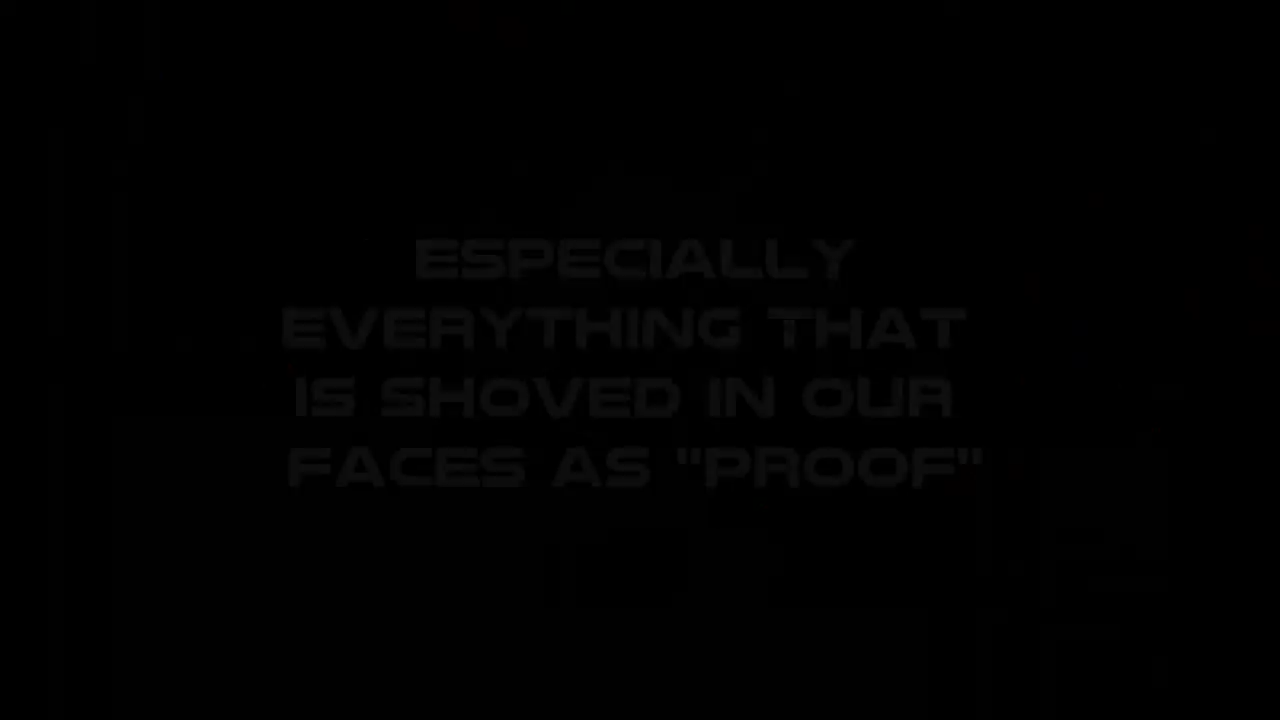 ESPECIALLY
EVERYTHING THAT
IS SHOVED IN OUR
FACES AS "PROOF"